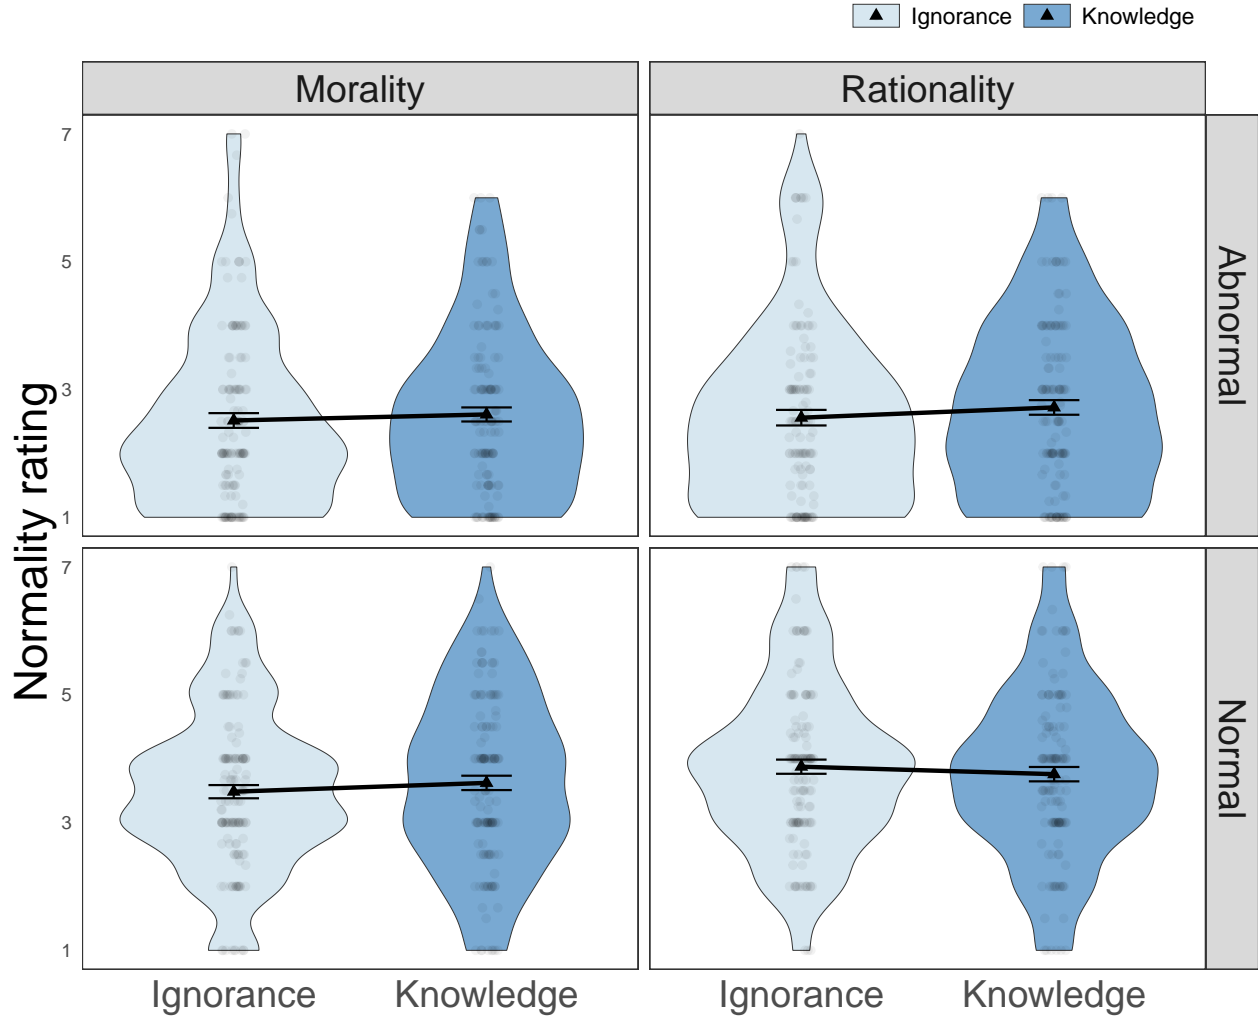 Ignorance Knowledge
Morality Rationality
Normality rating
7
5
3
1
Abnormal
7
5
3
1
Normal
Ignorance Knowledge Ignorance Knowledge